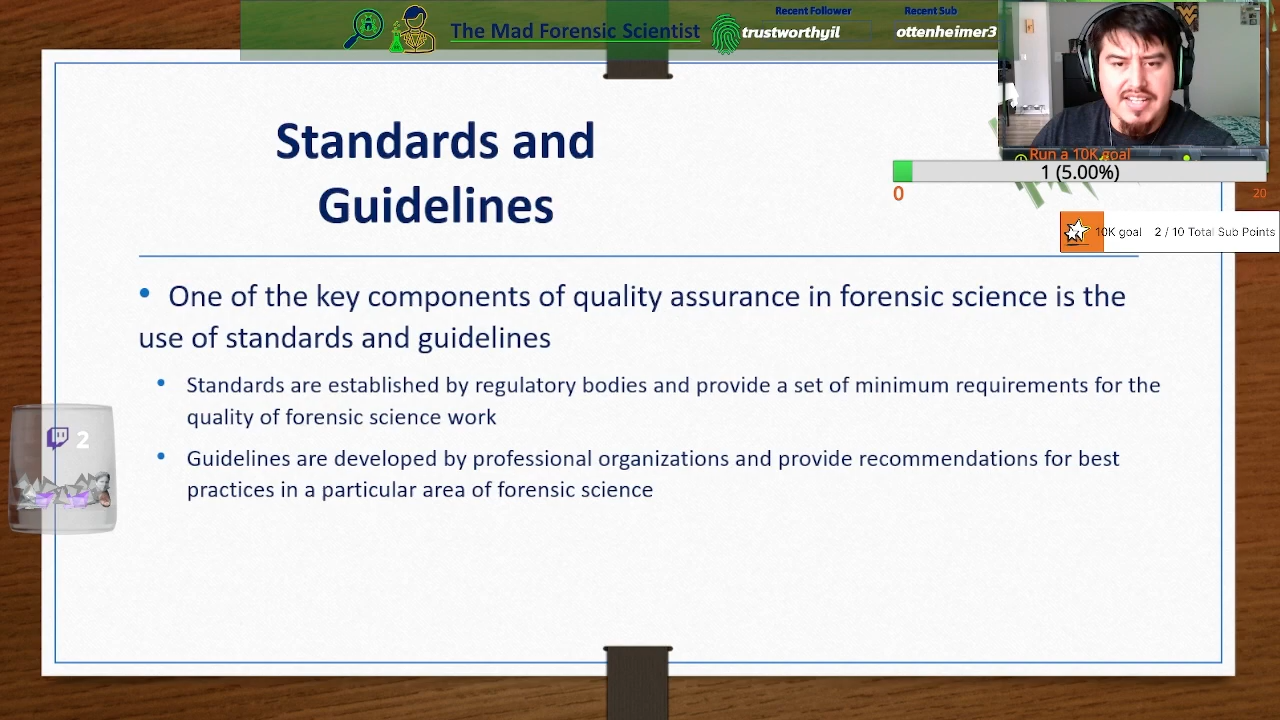 Recent Follower
Recent Sub
The Mad Forensic Scientist
trustworthyil
ottenheimer3
Standards and
Guidelines
Run a 10K goal
1 (5.00%)
0
20
10K goal 2 / 10 Total Sub Points
• One of the key components of quality assurance in forensic science is the
use of standards and guidelines
• Standards are established by regulatory bodies and provide a set of minimum requirements for the
quality of forensic science work
• Guidelines are developed by professional organizations and provide recommendations for best
practices in a particular area of forensic science
2